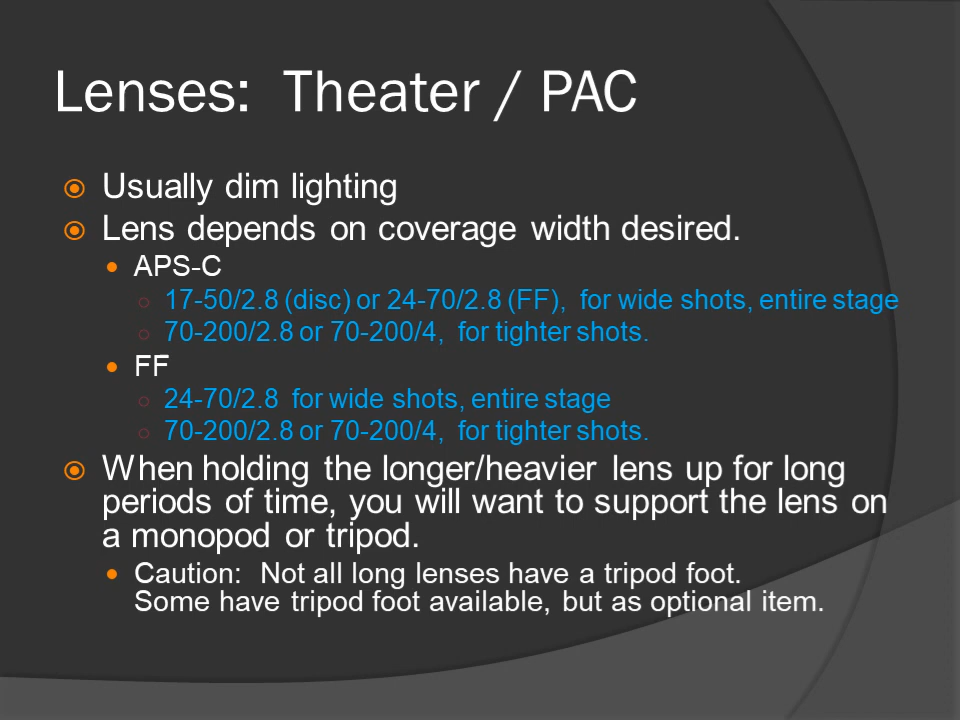 Lenses:  Theater / PAC
Usually dim lighting
Lens depends on coverage width desired.
APS-C
17-50/2.8 (disc) or 24-70/2.8 (FF),  for wide shots, entire stage
70-200/2.8 or 70-200/4,  for tighter shots.
FF
24-70/2.8  for wide shots, entire stage
70-200/2.8 or 70-200/4,  for tighter shots.
When holding the longer/heavier lens up for long
periods of time, you will want to support the lens on
a monopod or tripod.
Caution:  Not all long lenses have a tripod foot.
Some have tripod foot available, but as optional item.